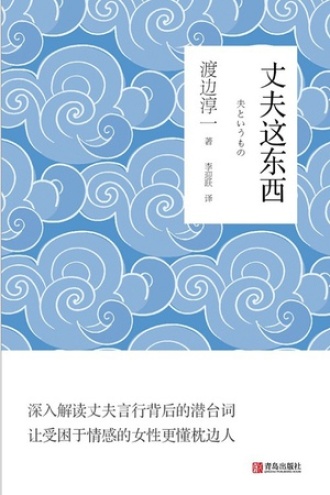 丈夫这东西
夫というもの
渡边淳一 著
李迎跃 译
深入解读丈夫言行背后的潜台词
让受困于情感的女性更懂枕边人
青岛出版社